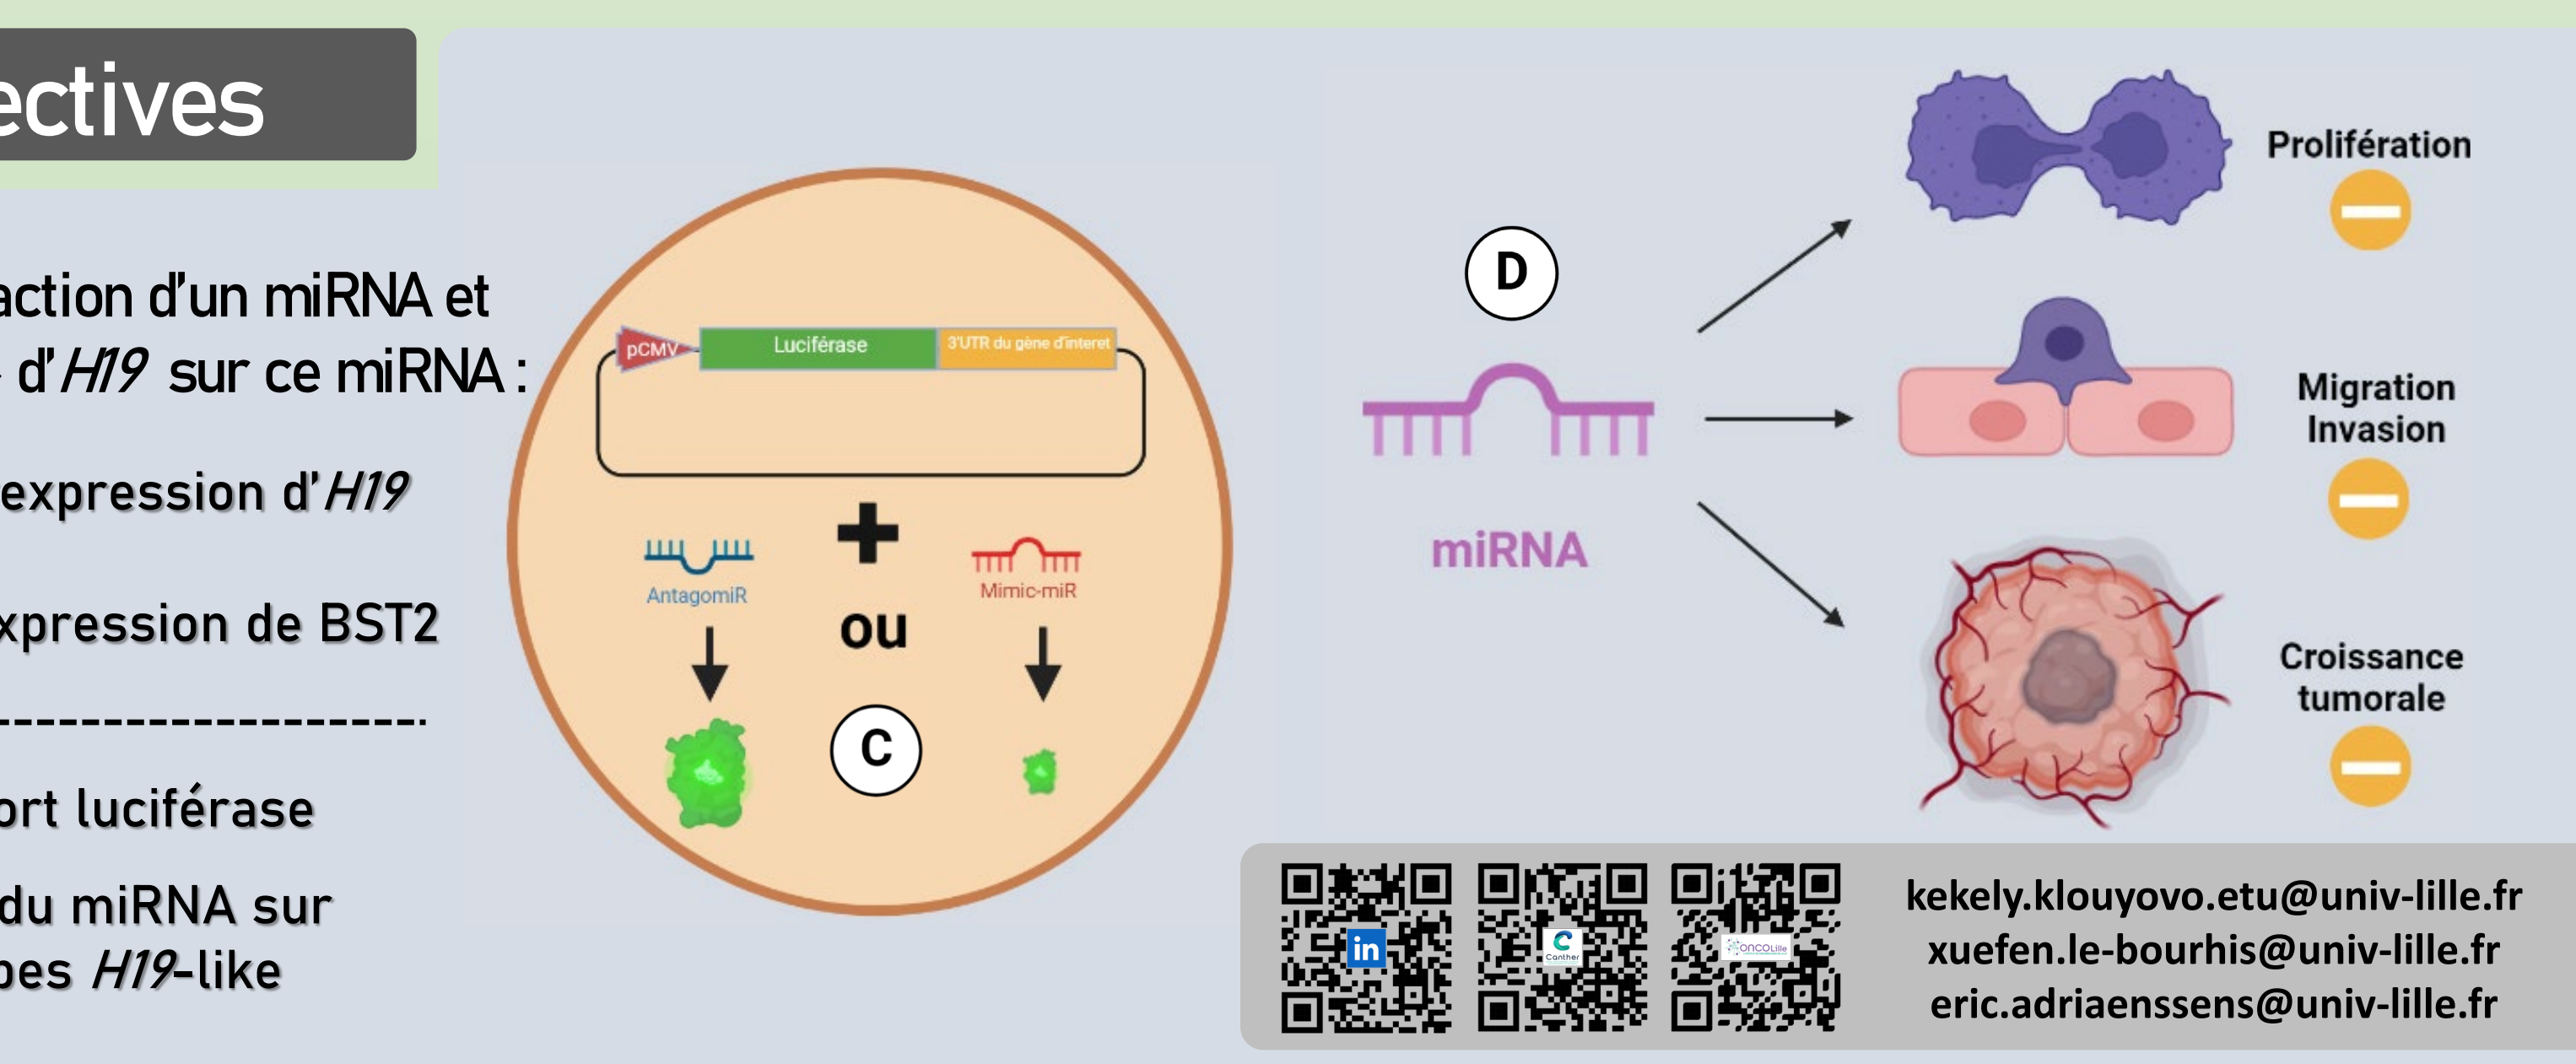 ectives
action d'un miRNA et
d'H19 sur ce miRNA :
expression d'H19
xpression de BST2
ort luciférase
du miRNA sur
pes H19-like
pCMV
Luciférase
3'UTR du gène d'interet
AntagomiR
Mimic-miR
ou
C
D
miRNA
Prolifération
Migration
Invasion
Croissance
tumorale
in
Canther
ONCOLille
kekely.klouyovo.etu@univ-lille.fr
xuefen.le-bourhis@univ-lille.fr
eric.adriaenssens@univ-lille.fr